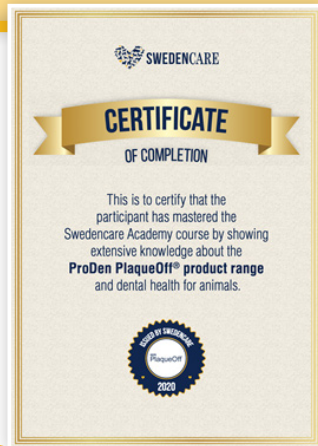 SWEDENCARE
CERTIFICATE
OF COMPLETION
This is to certify that the
participant has mastered the
Swedencare Academy course by showing
extensive knowledge about the
ProDen PlaqueOff® product range
and dental health for animals.
ISSUED BY SWEDENCARE
PlaqueOff
2020